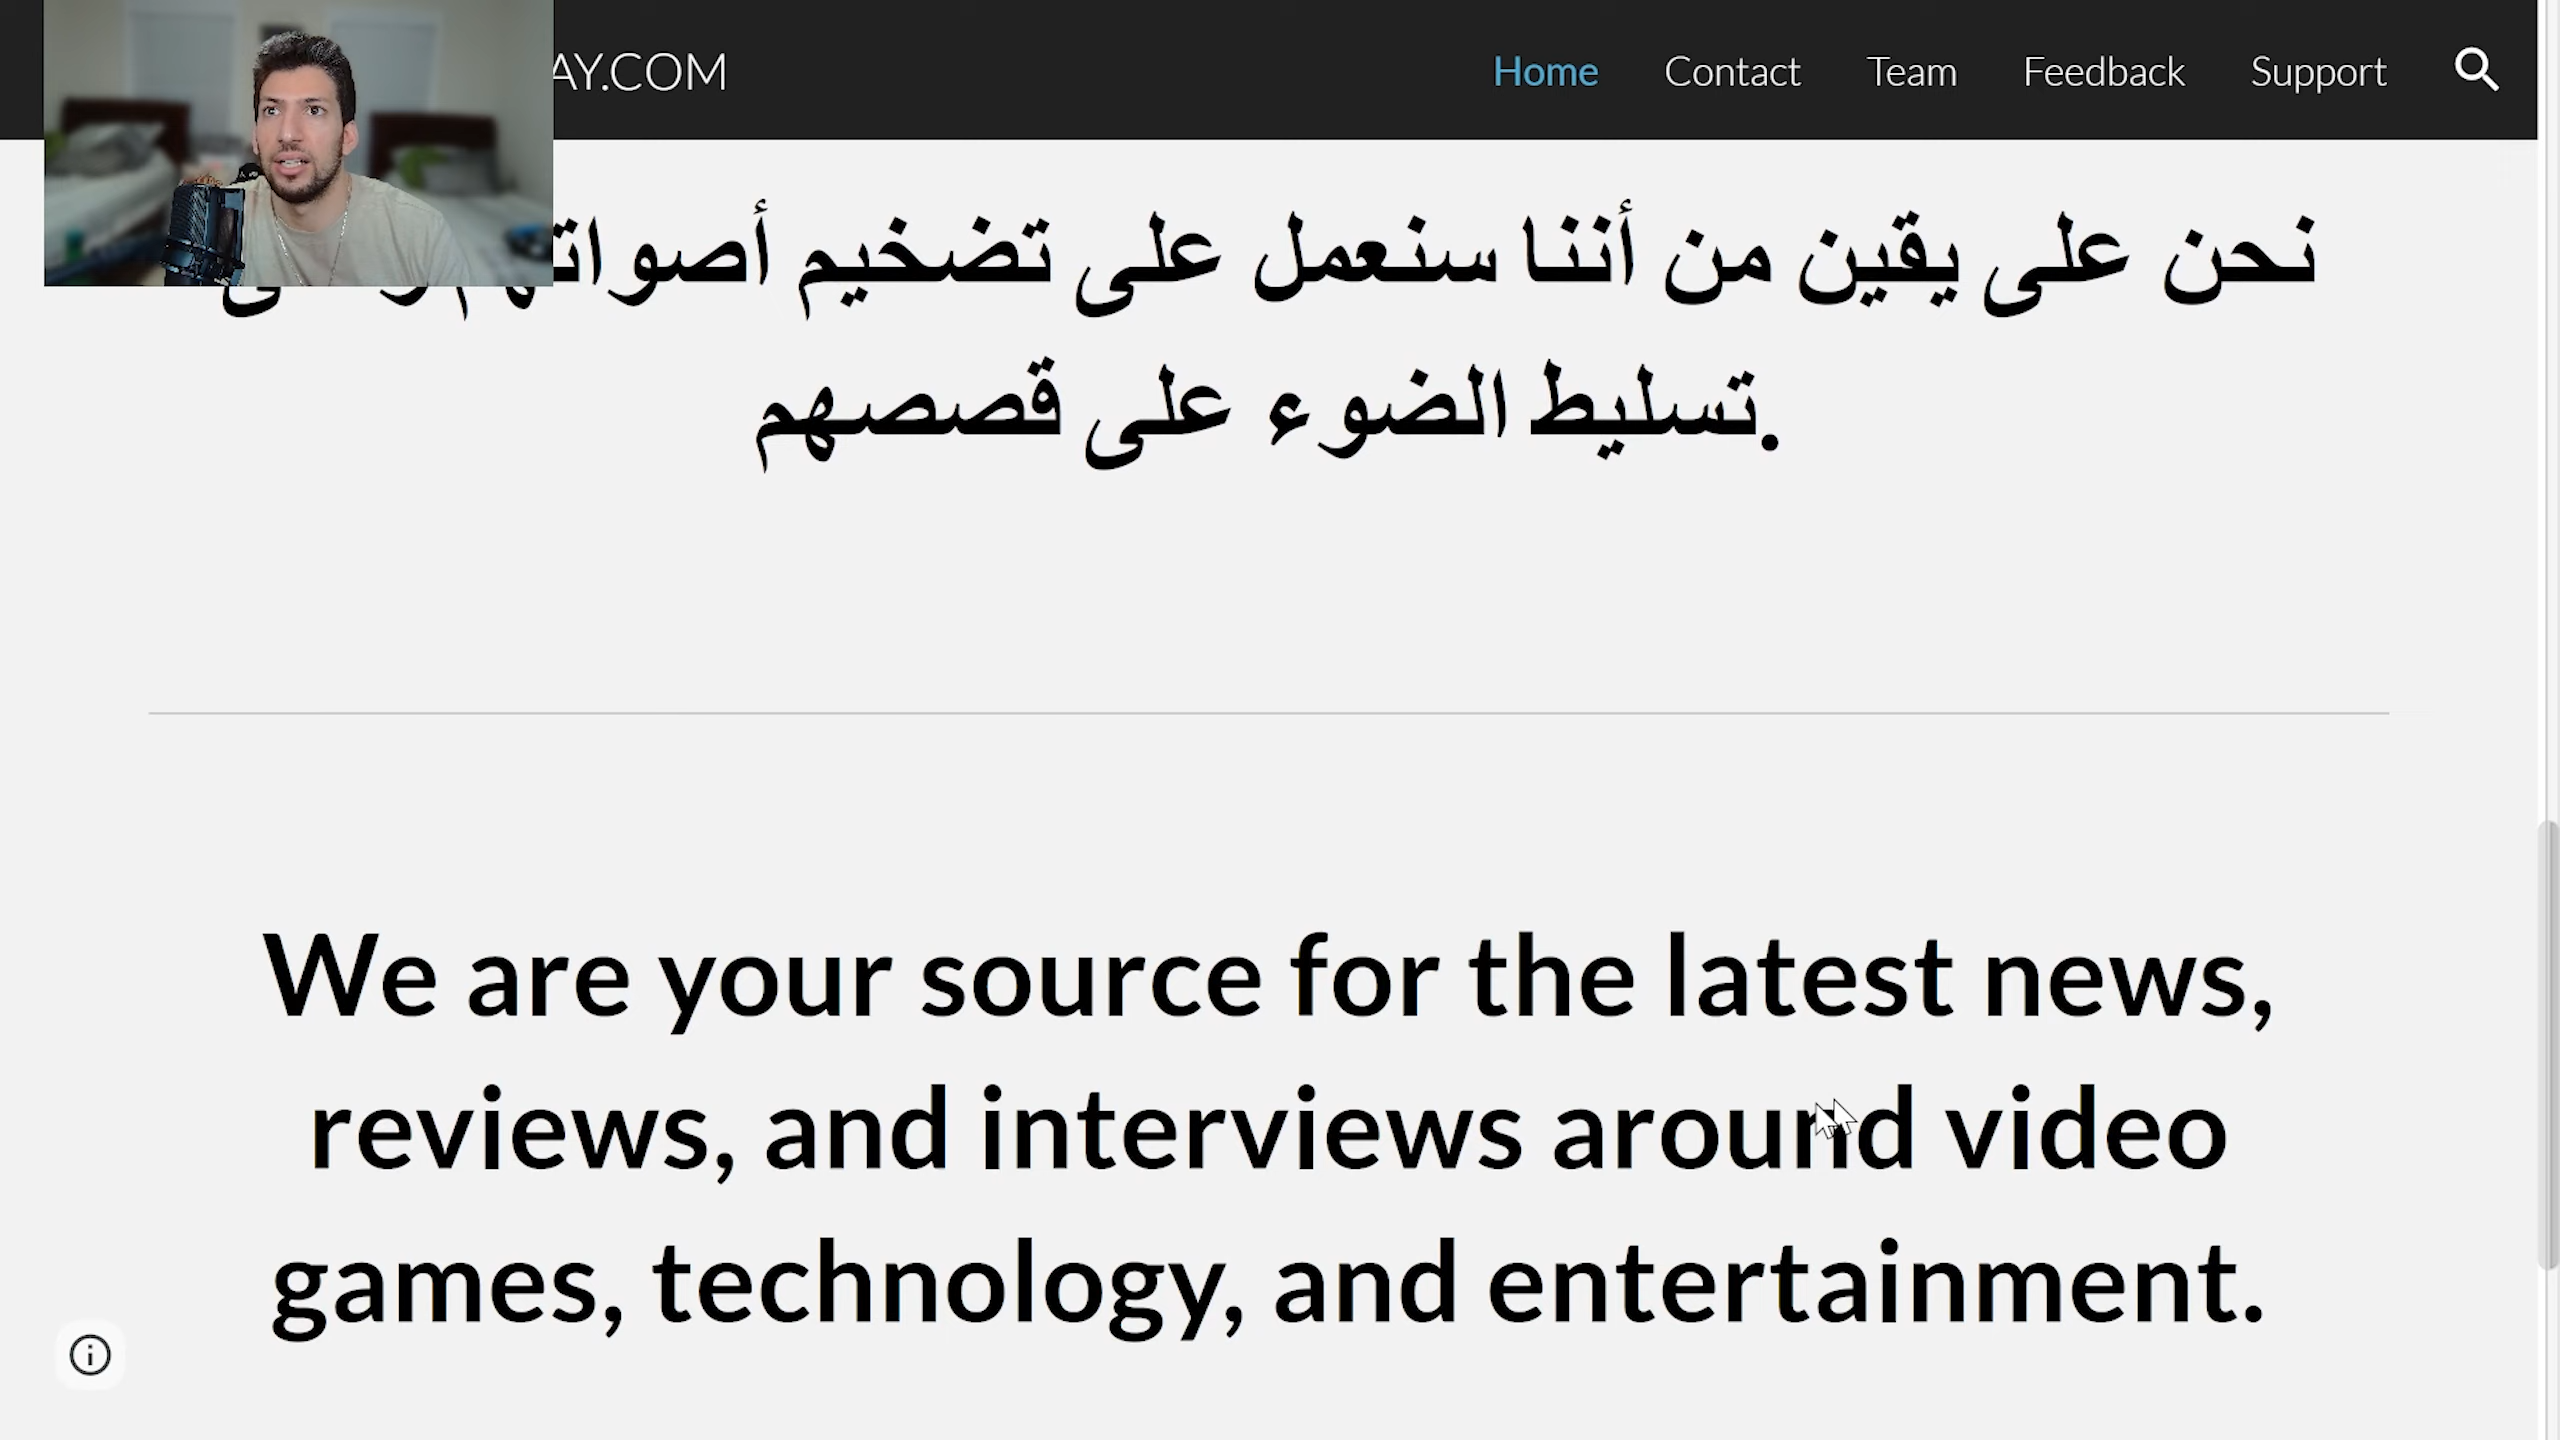 AY.COM
Home Contact Team Feedback Support
نحن على يقين من أننا سنعمل على تضخيم
تسليط الضوء على قصصهم.
We are your source for the latest news,
reviews, and interviews around video
games, technology, and entertainment.